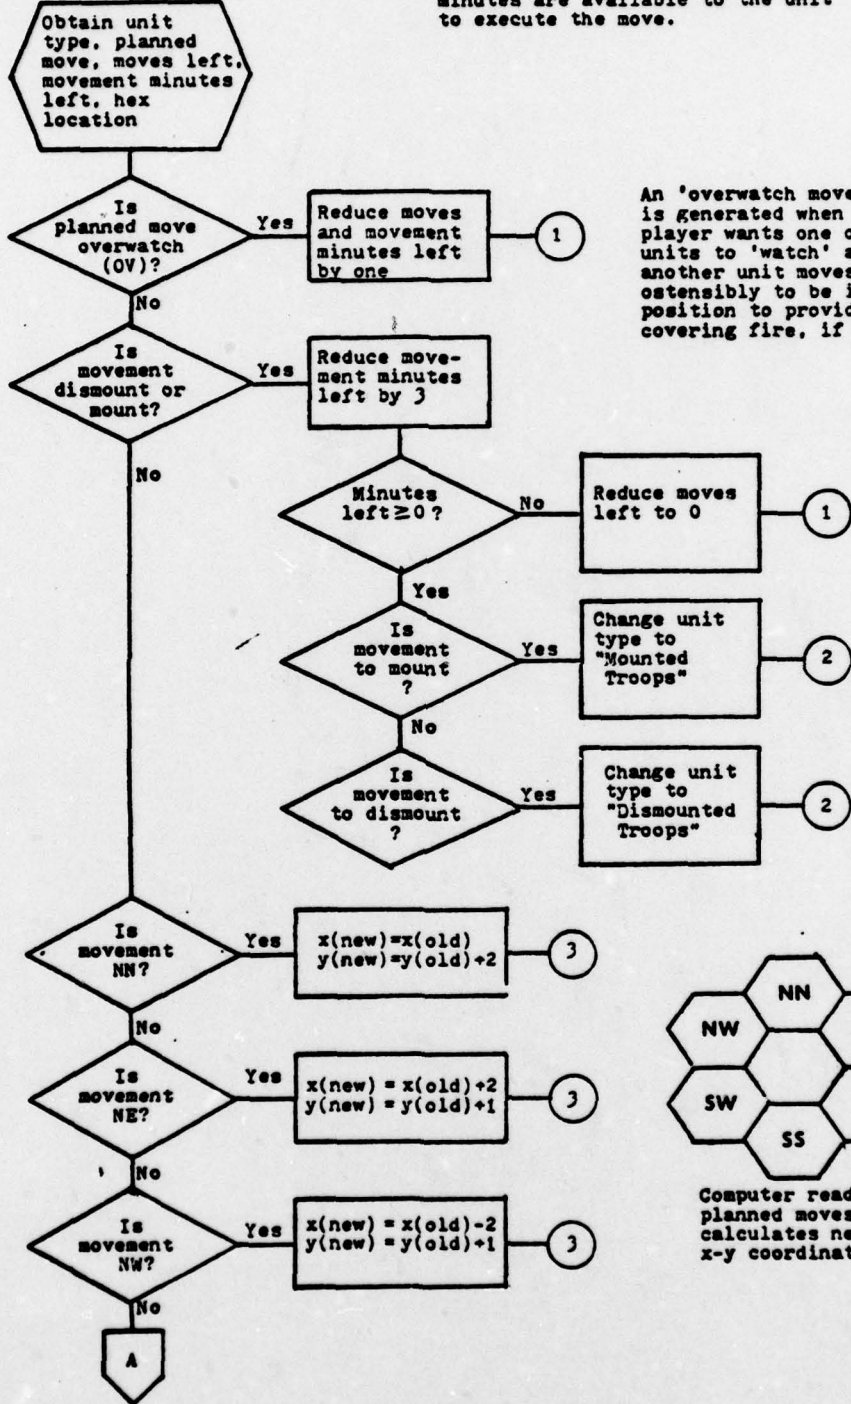 minutes are available to the unit
to execute the move.
Obtain unit
type, planned
move, moves left,
movement minutes
left, hex
location
Is
planned move
overwatch
(OV)?
Yes
Reduce moves
and movement
minutes left
by one
1
An 'overwatch move
is generated when
player wants one
units to 'watch'
another unit moves
ostensibly to be
position to
covering fire, if
No
Is
movement
dismount or
mount?
Yes
Reduce move-
ment minutes
left by 3
No
Minutes
left≥0?
No
Reduce moves
left to 0
1
Yes
Is
movement
to mount
?
Yes
Change unit
type to
"Mounted
Troops"
2
No
Is
movement
to dismount
?
Yes
Change unit
type to
"Dismounted
Troops"
2
Is
movement
NN?
Yes
x(new)=x(old)
y(new)=y(old)+2
3
No
Is
movement
NE?
Yes
x(new) = x(old)+2
y(new) = y(old)+1
3
No
Is
movement
NW?
Yes
x(new) = x(old)-2
y(new) = y(old)+1
3
No
A
NN
NW
SW
SS
Computer read
planned moves
calculates
x-y